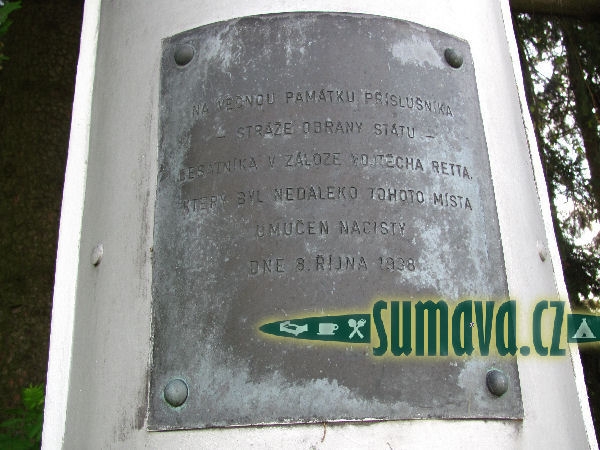 NA VĚČNOU PAMÁTKU PŘÍSLUŠNÍKA
– STRÁŽE OBRANY STÁTU –
DESÁTNÍKA V ZÁLOZE VOJTĚCHA RETTA,
KTERÝ BYL NEDALEKO TOHOTO MÍSTA
UMUČEN NACISTY
DNE 8. ŘÍJNA 1938
sumava.cz